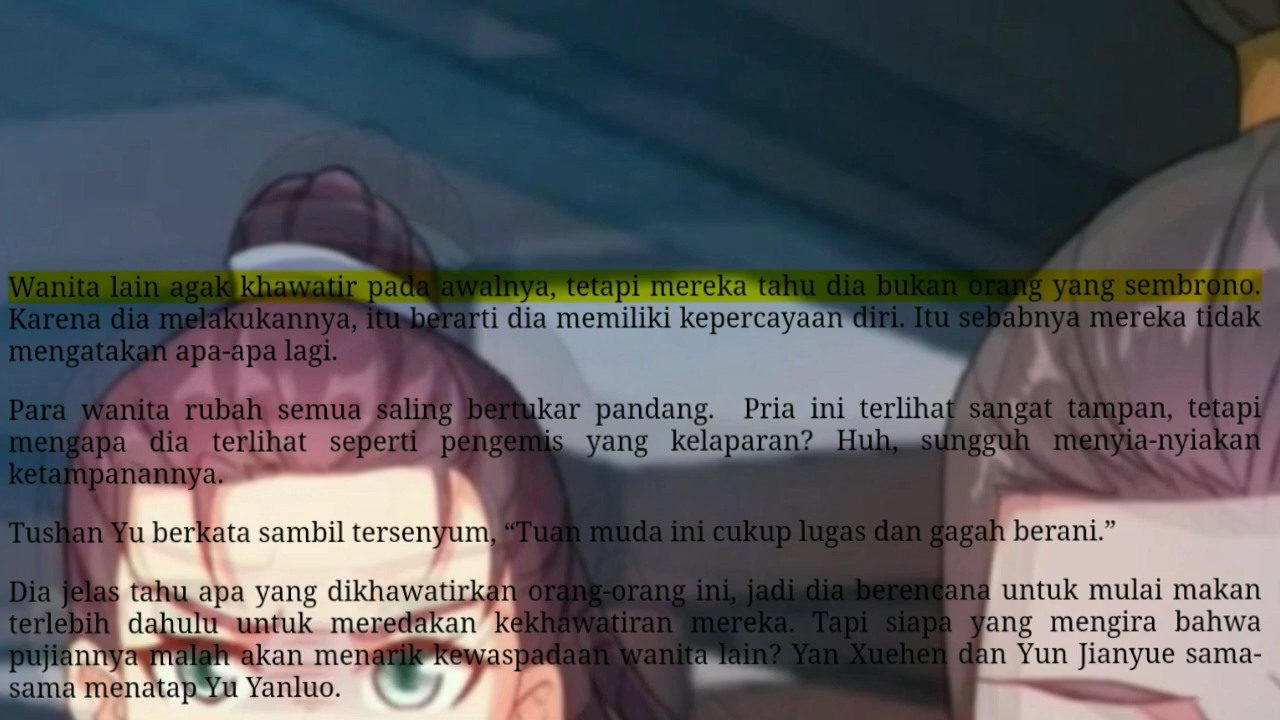 Wanita lain agak khawatir pada awalnya, tetapi mereka tahu dia bukan orang yang sembrono.
Karena dia melakukannya, itu berarti dia memiliki kepercayaan diri. Itu sebabnya mereka tidak
mengatakan apa-apa lagi.
Para wanita rubah semua saling bertukar pandang. Pria ini terlihat sangat tampan, tetapi
mengapa dia terlihat seperti pengemis yang kelaparan? Huh, sungguh menyia-nyiakan
ketampanannya.
Tushan Yu berkata sambil tersenyum, “Tuan muda ini cukup lugas dan gagah berani.”
Dia jelas tahu apa yang dikhawatirkan orang-orang ini, jadi dia berencana untuk mulai makan
terlebih dahulu untuk meredakan kekhawatiran mereka. Tapi siapa yang mengira bahwa
pujiannya malah akan menarik kewaspadaan wanita lain? Yan Xuehen dan Yun Jianyue sama-
sama menatap Yu Yanluo.